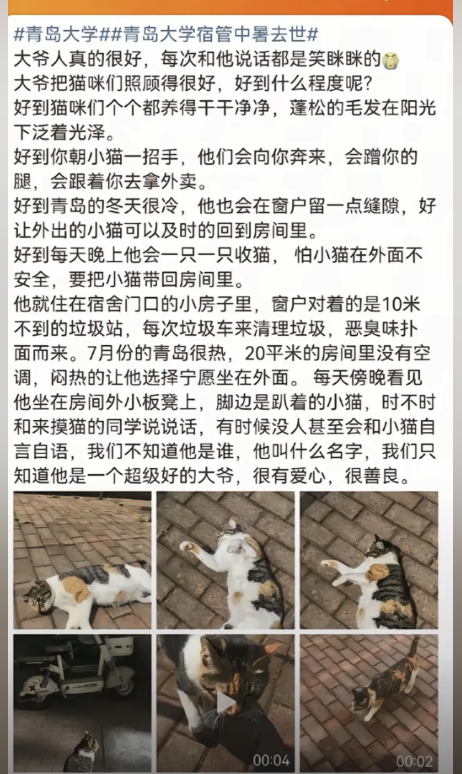 #青岛大学##青岛大学宿管中暑去世#
大爷人真的很好，每次和他说话都是笑眯眯的
大爷把猫咪们照顾得很好，好到什么程度呢？
好到猫咪们个个都养得干干净净，蓬松的毛发在阳光
下泛着光泽。
好到你朝小猫一招手，他们会向你奔来，会蹭你的
腿，会跟着你去拿外卖。
好到青岛的冬天很冷，他也会在窗户留一点缝隙，好
让外出的小猫可以及时的回到房间里。
好到每天晚上他会一只一只收猫， 怕小猫在外面不
安全，要把小猫带回房间里。
他就住在宿舍门口的小房子里，窗户对着的是10米
不到的垃圾站，每次垃圾车来清理垃圾，恶臭味扑
面而来。7月份的青岛很热，20平米的房间里没有空
调，闷热的让他选择宁愿坐在外面。 每天傍晚看见
他坐在房间外小板凳上，脚边是趴着的小猫，时不时
和来摸猫的同学说说话，有时候没人甚至会和小猫自
言自语，我们不知道他是谁，他叫什么名字，我们只
知道他是一个超级好的大爷，很有爱心，很善良。
00:04
00:02